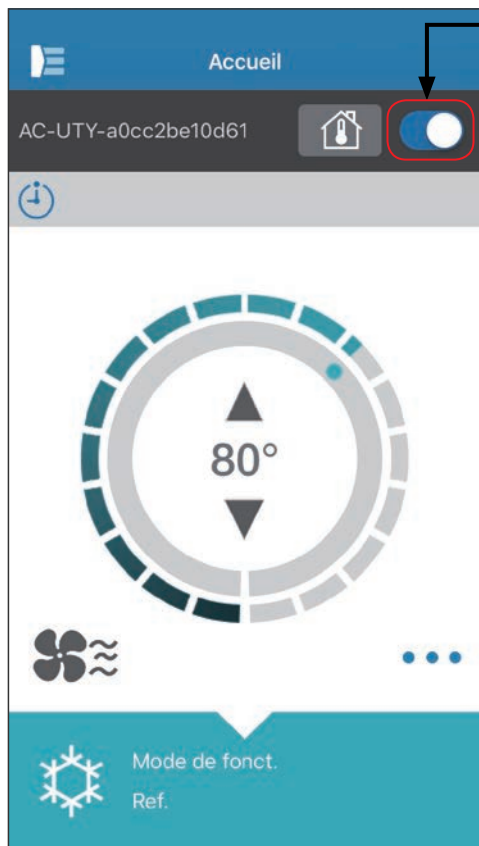 Accueil
AC-UTY-a0cc2be10d61
80°
Mode de fonct.
Ref.